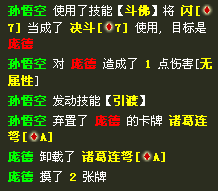 孙悟空 使用了技能【斗佛】将 闪[♦
7] 当成了 决斗[♦7] 使用，目标是
庞德
孙悟空 对 庞德 造成了 1 点伤害[无
属性]
孙悟空 发动技能【引渡】
孙悟空 弃置了 庞德 的卡牌 诸葛连
弩[♦A]
庞德 卸载了 诸葛连弩[♦A]
庞德 摸了 2 张牌